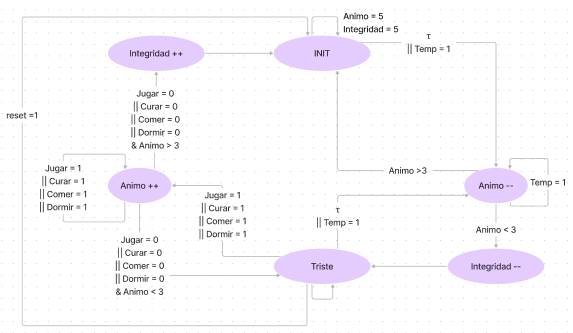 Animo = 5
Integridad = 5
τ
|| Temp = 1
Integridad ++
INIT
Jugar = 0
|| Curar = 0
|| Comer = 0
|| Dormir = 0
& Animo > 3
reset =1
Animo >3
Jugar = 1
|| Curar = 1
|| Comer = 1
|| Dormir = 1
Animo ++
Animo --
Temp = 1
Jugar = 1
|| Curar = 1
|| Comer = 1
|| Dormir = 1
τ
|| Temp = 1
Animo < 3
Jugar = 0
|| Curar = 0
|| Comer = 0
|| Dormir = 0
& Animo < 3
Triste
Integridad --